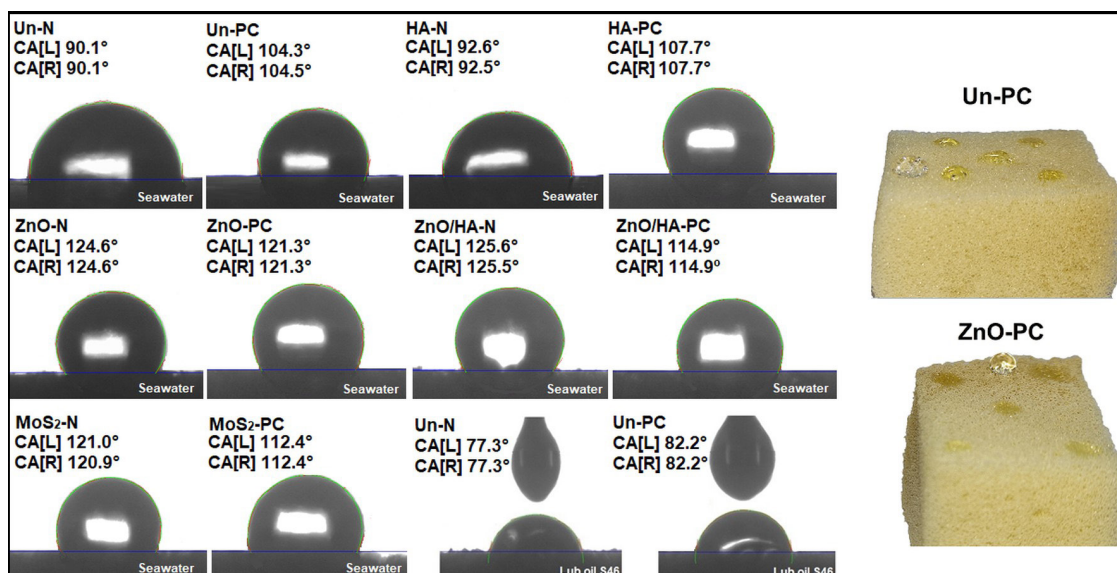 Un-N
CA[L] 90.1°
CA[R] 90.1°
Seawater
Un-PC
CA[L] 104.3°
CA[R] 104.5°
Seawater
HA-N
CA[L] 92.6°
CA[R] 92.5°
Seawater
HA-PC
CA[L] 107.7°
CA[R] 107.7°
Seawater
ZnO-N
CA[L] 124.6°
CA[R] 124.6°
Seawater
ZnO-PC
CA[L] 121.3°
CA[R] 121.3°
Seawater
ZnO/HA-N
CA[L] 125.6°
CA[R] 125.5°
Seawater
ZnO/HA-PC
CA[L] 114.9°
CA[R] 114.9º
Seawater
MoS₂-N
CA[L] 121.0°
CA[R] 120.9°
Seawater
MoS₂-PC
CA[L] 112.4°
CA[R] 112.4°
Seawater
Un-N
CA[L] 77.3°
CA[R] 77.3°
Lub oil S46
Un-PC
CA[L] 82.2°
CA[R] 82.2°
Lub oil S46
Un-PC
ZnO-PC